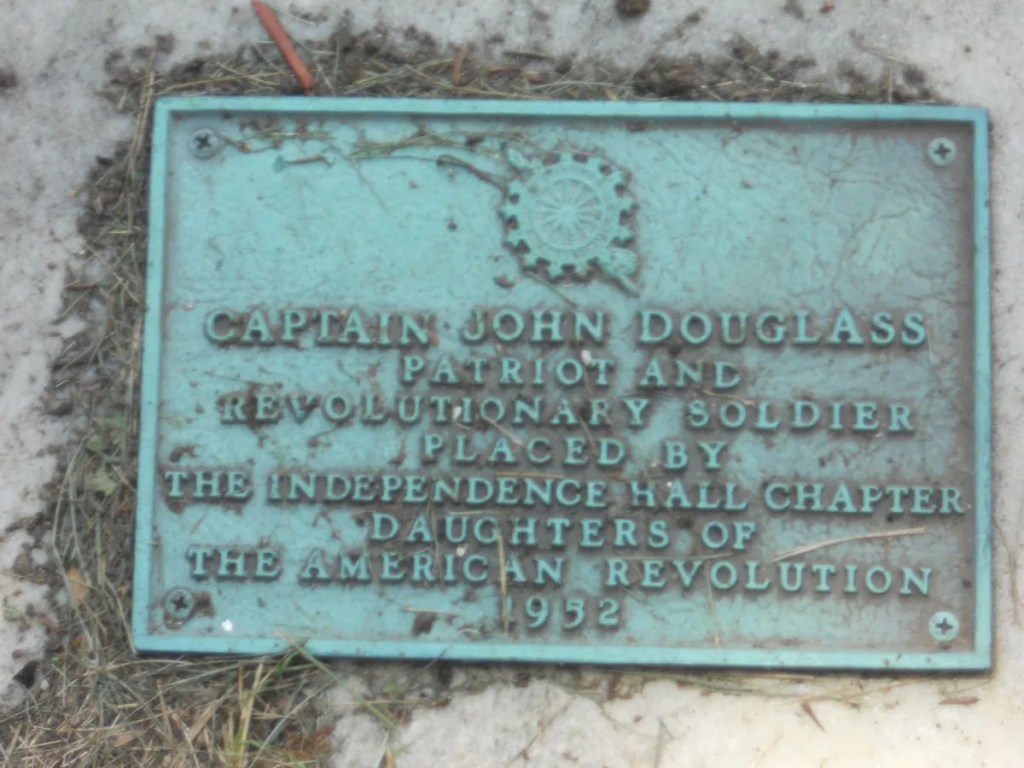 CAPTAIN JOHN DOUGLASS
PATRIOT AND
REVOLUTIONARY SOLDIER
PLACED BY
THE INDEPENDENCE HALL CHAPTER
DAUGHTERS OF
THE AMERICAN REVOLUTION
1952